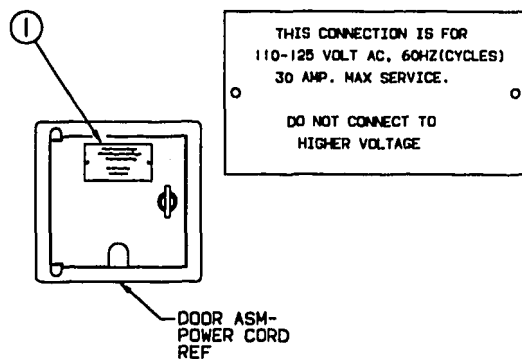 1
THIS CONNECTION IS FOR
110-125 VOLT AC, 60HZ(CYCLES)
30 AMP. MAX SERVICE.
DO NOT CONNECT TO
HIGHER VOLTAGE
DOOR ASM-
POWER CORD
REF